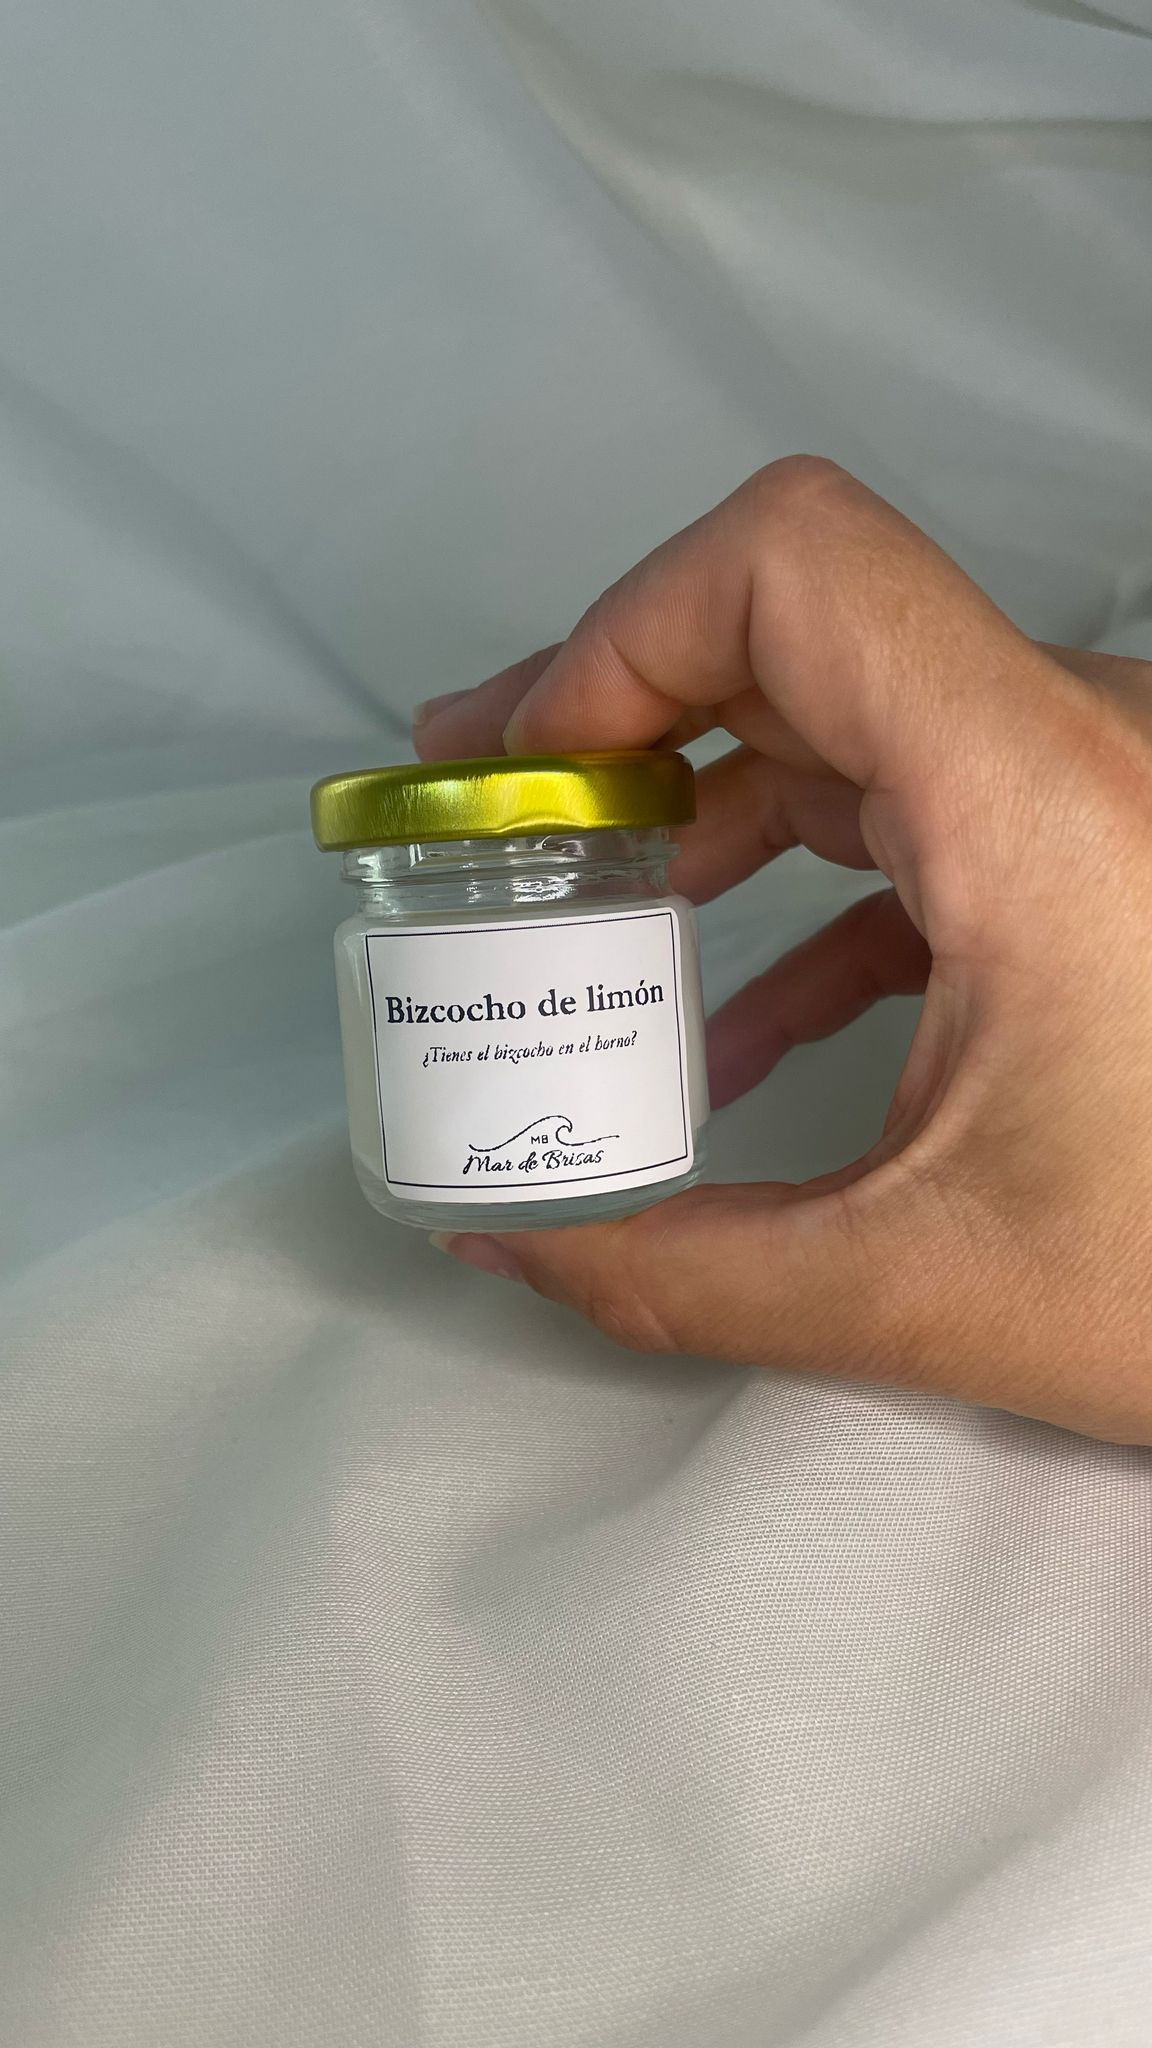 Bizcocho de limón
¿Tienes el bizcocho en el horno?
MB
Mar de Brisas